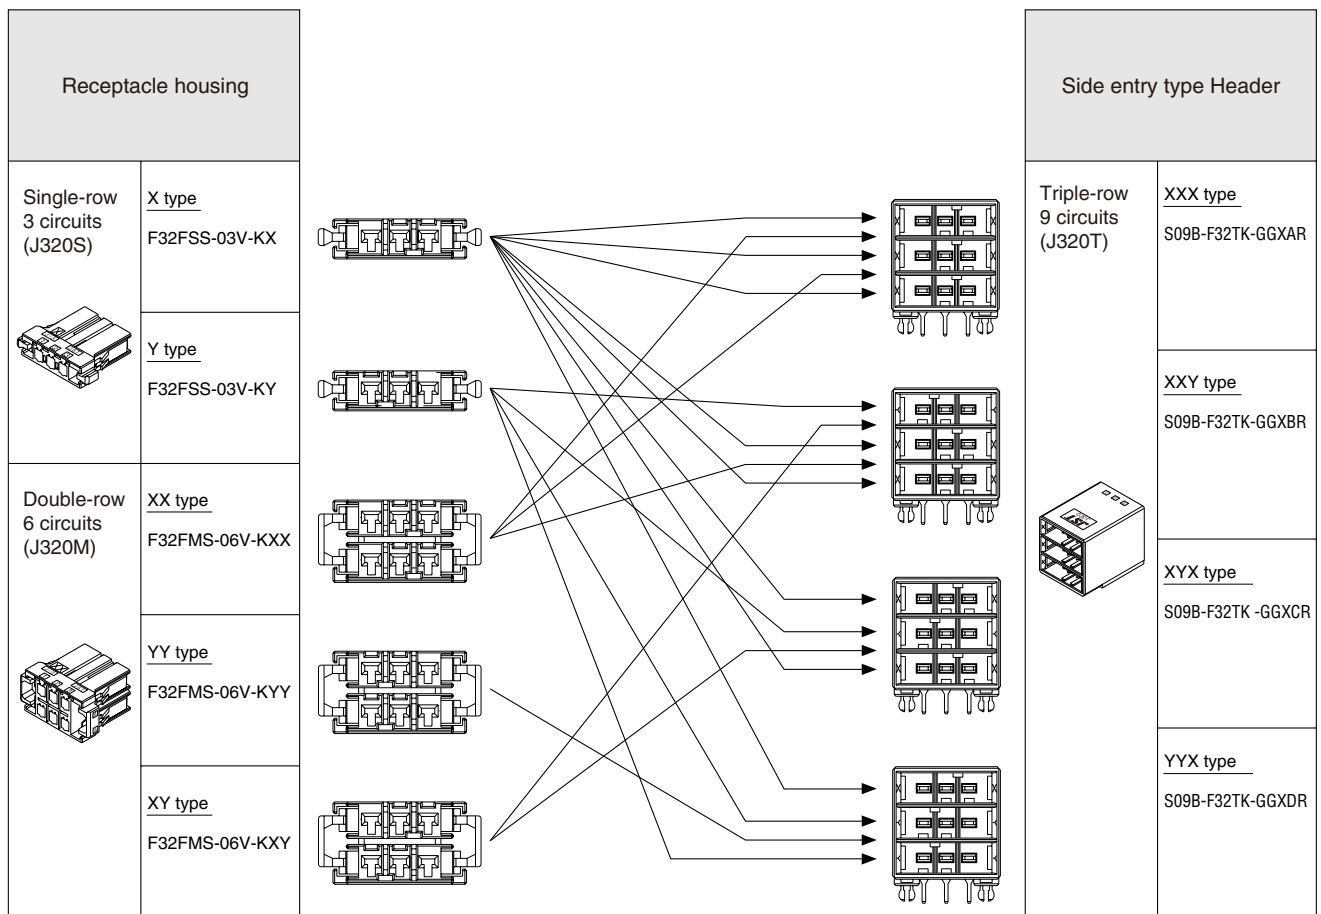 Receptacle housing
Side entry type Header
Single-row
3 circuits
(J320S)
X type
F32FSS-03V-KX
Y type
F32FSS-03V-KY
Double-row
6 circuits
(J320M)
XX type
F32FMS-06V-KXX
YY type
F32FMS-06V-KYY
XY type
F32FMS-06V-KXY
Triple-row
9 circuits
(J320T)
XXX type
S09B-F32TK-GGXAR
XXY type
S09B-F32TK-GGXBR
XYX type
S09B-F32TK -GGXCR
YYX type
S09B-F32TK-GGXDR
JST